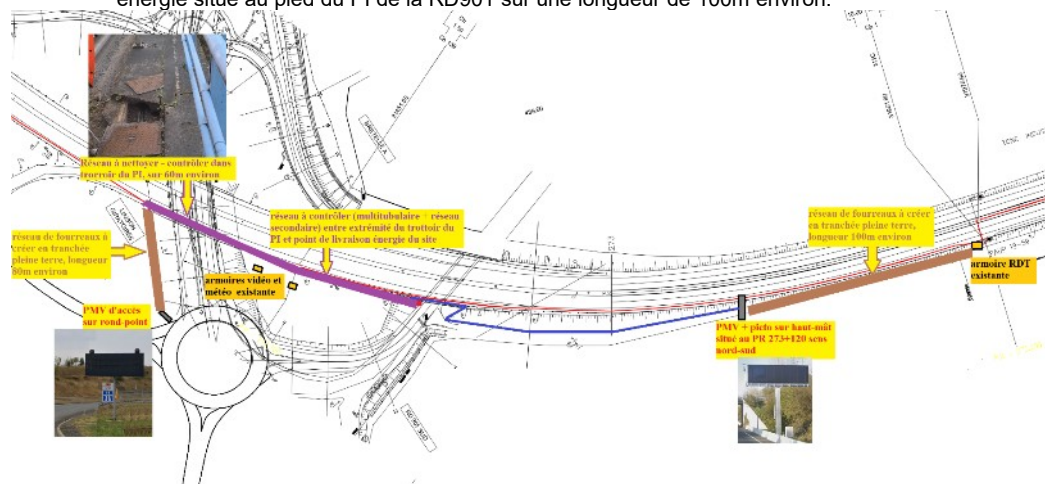 énergie situé au pied du PI de la RD901 sur une longueur de 100m environ.
Réseau à nettoyer - contrôler dans
trorroir du PI, sur 60m environ
réseau de fourreaux à
créer en tranchée
pleine terre, longueur
80m environ
réseau à contrôler (multitubulaire + réseau
secondaire) entre extrémité du trottoir du
PI et point de livraison énergie du site
réseau de fourreaux à créer
en tranchée pleine terre,
longueur 100m environ
armoires vidéo et
météo existante
armoire RDT
existante
PMV d'accès
sur rond-point
PMV + picto sur haut-mât
situé au PR 273+120 sens
nord-sud
273